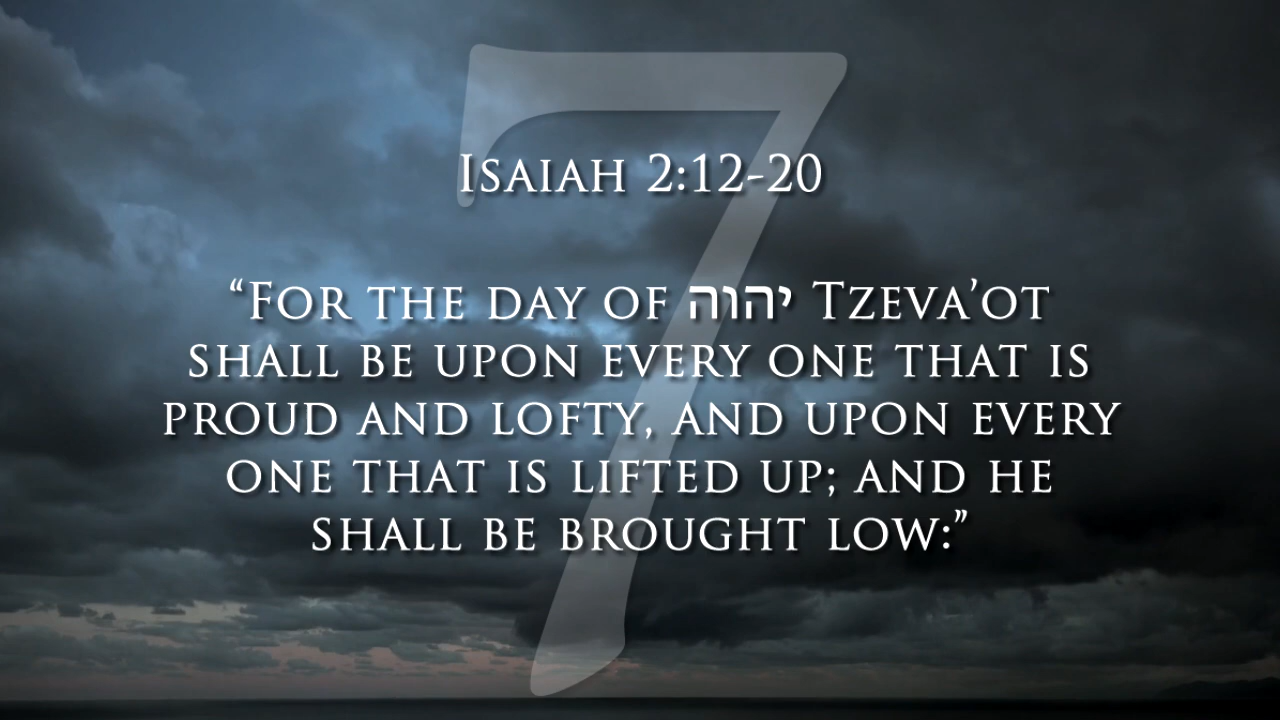 7
Isaiah 2:12-20
“For the day of יהוה Tzeva’ot
shall be upon every one that is
proud and lofty, and upon every
one that is lifted up; and he
shall be brought low:”